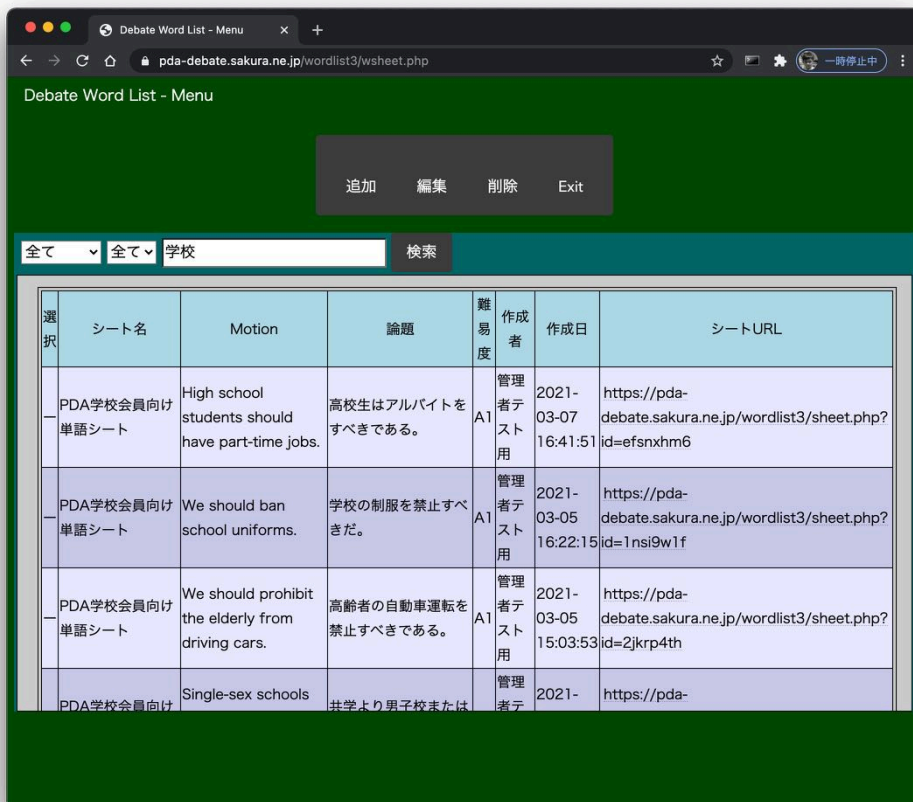 Debate Word List - Menu
pda-debate.sakura.ne.jp/wordlist3/wsheet.php
一時停止中
Debate Word List - Menu
追加 編集 削除 Exit
全て 全て 学校 検索
選択 シート名 Motion 論題 難易度 作成者 作成日 シートURL
PDA学校会員向け
単語シート
High school
students should
have part-time jobs.
高校生はアルバイトを
すべきである。
A1
管理
者テ
スト
用
2021-
03-07
16:41:51
https://pda-
debate.sakura.ne.jp/wordlist3/sheet.php?
id=efsnxhm6
PDA学校会員向け
単語シート
We should ban
school uniforms.
学校の制服を禁止すべ
きだ。
A1
管理
者テ
スト
用
2021-
03-05
16:22:15
https://pda-
debate.sakura.ne.jp/wordlist3/sheet.php?
id=1nsi9w1f
PDA学校会員向け
単語シート
We should prohibit
the elderly from
driving cars.
高齢者の自動車運転を
禁止すべきである。
A1
管理
者テ
スト
用
2021-
03-05
15:03:53
https://pda-
debate.sakura.ne.jp/wordlist3/sheet.php?
id=2jkrp4th
PDA学校会員向け
Single-sex schools
共学より男子校または
管理
者テ
2021-
https://pda-